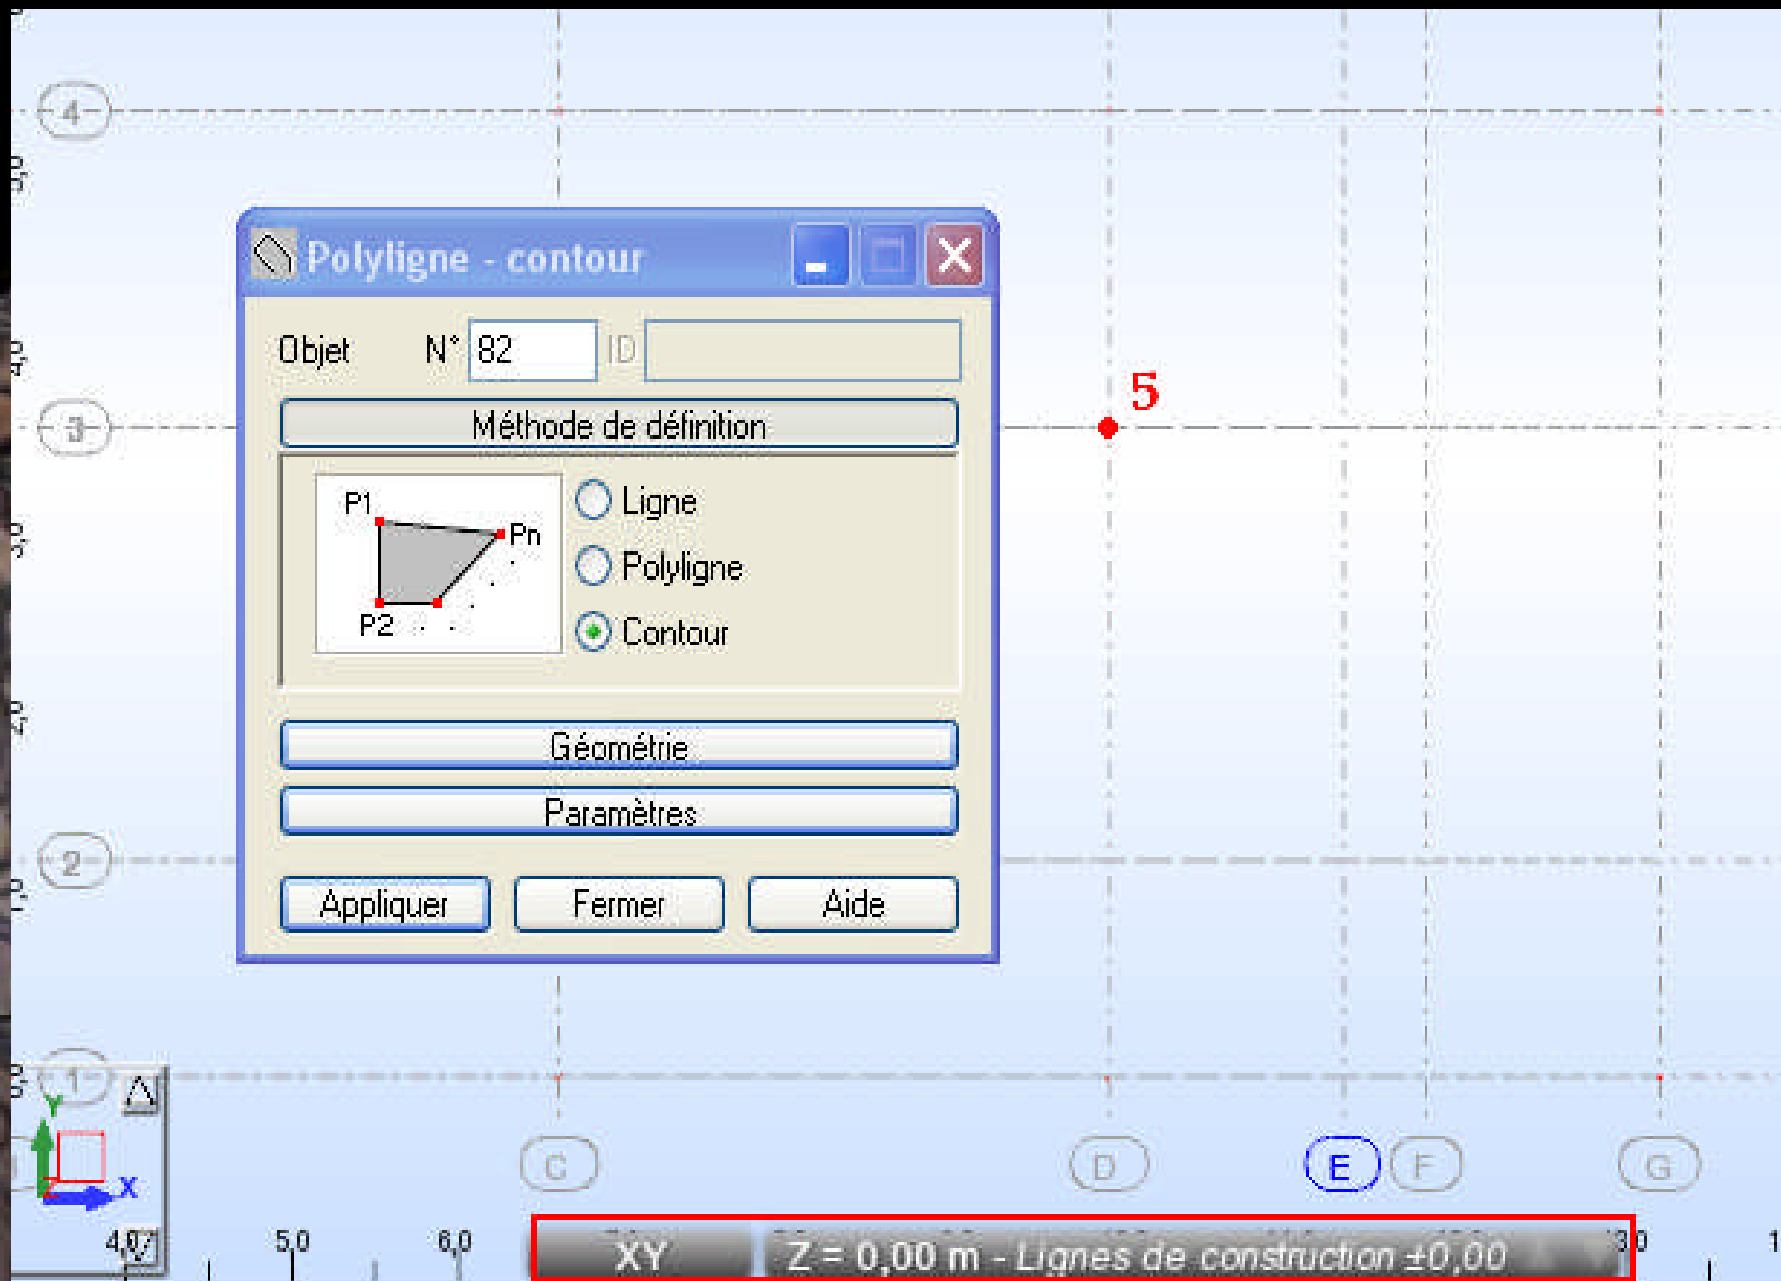 4
Polyligne - contour
Objet N° 82 ID
5
Méthode de définition
3
P1
Ligne
Pn
Polyligne
P2
Contour
Géométrie
Paramètres
2
Appliquer Fermer Aide
1
Y
C D E F G
Z X
5,0 6,0
XY Z = 0,00 m - Lignes de construction ±0,00